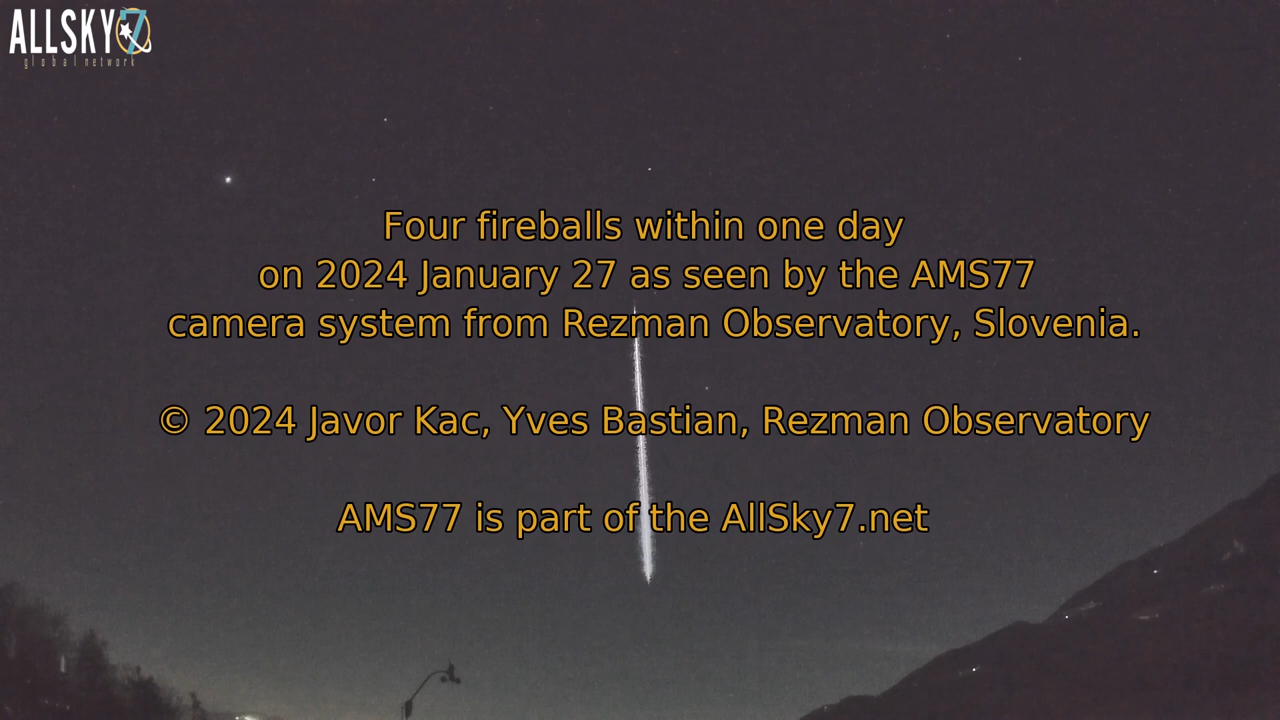 ALLSKY7
global network
Four fireballs within one day
on 2024 January 27 as seen by the AMS77
camera system from Rezman Observatory, Slovenia.
© 2024 Javor Kac, Yves Bastian, Rezman Observatory
AMS77 is part of the AllSky7.net